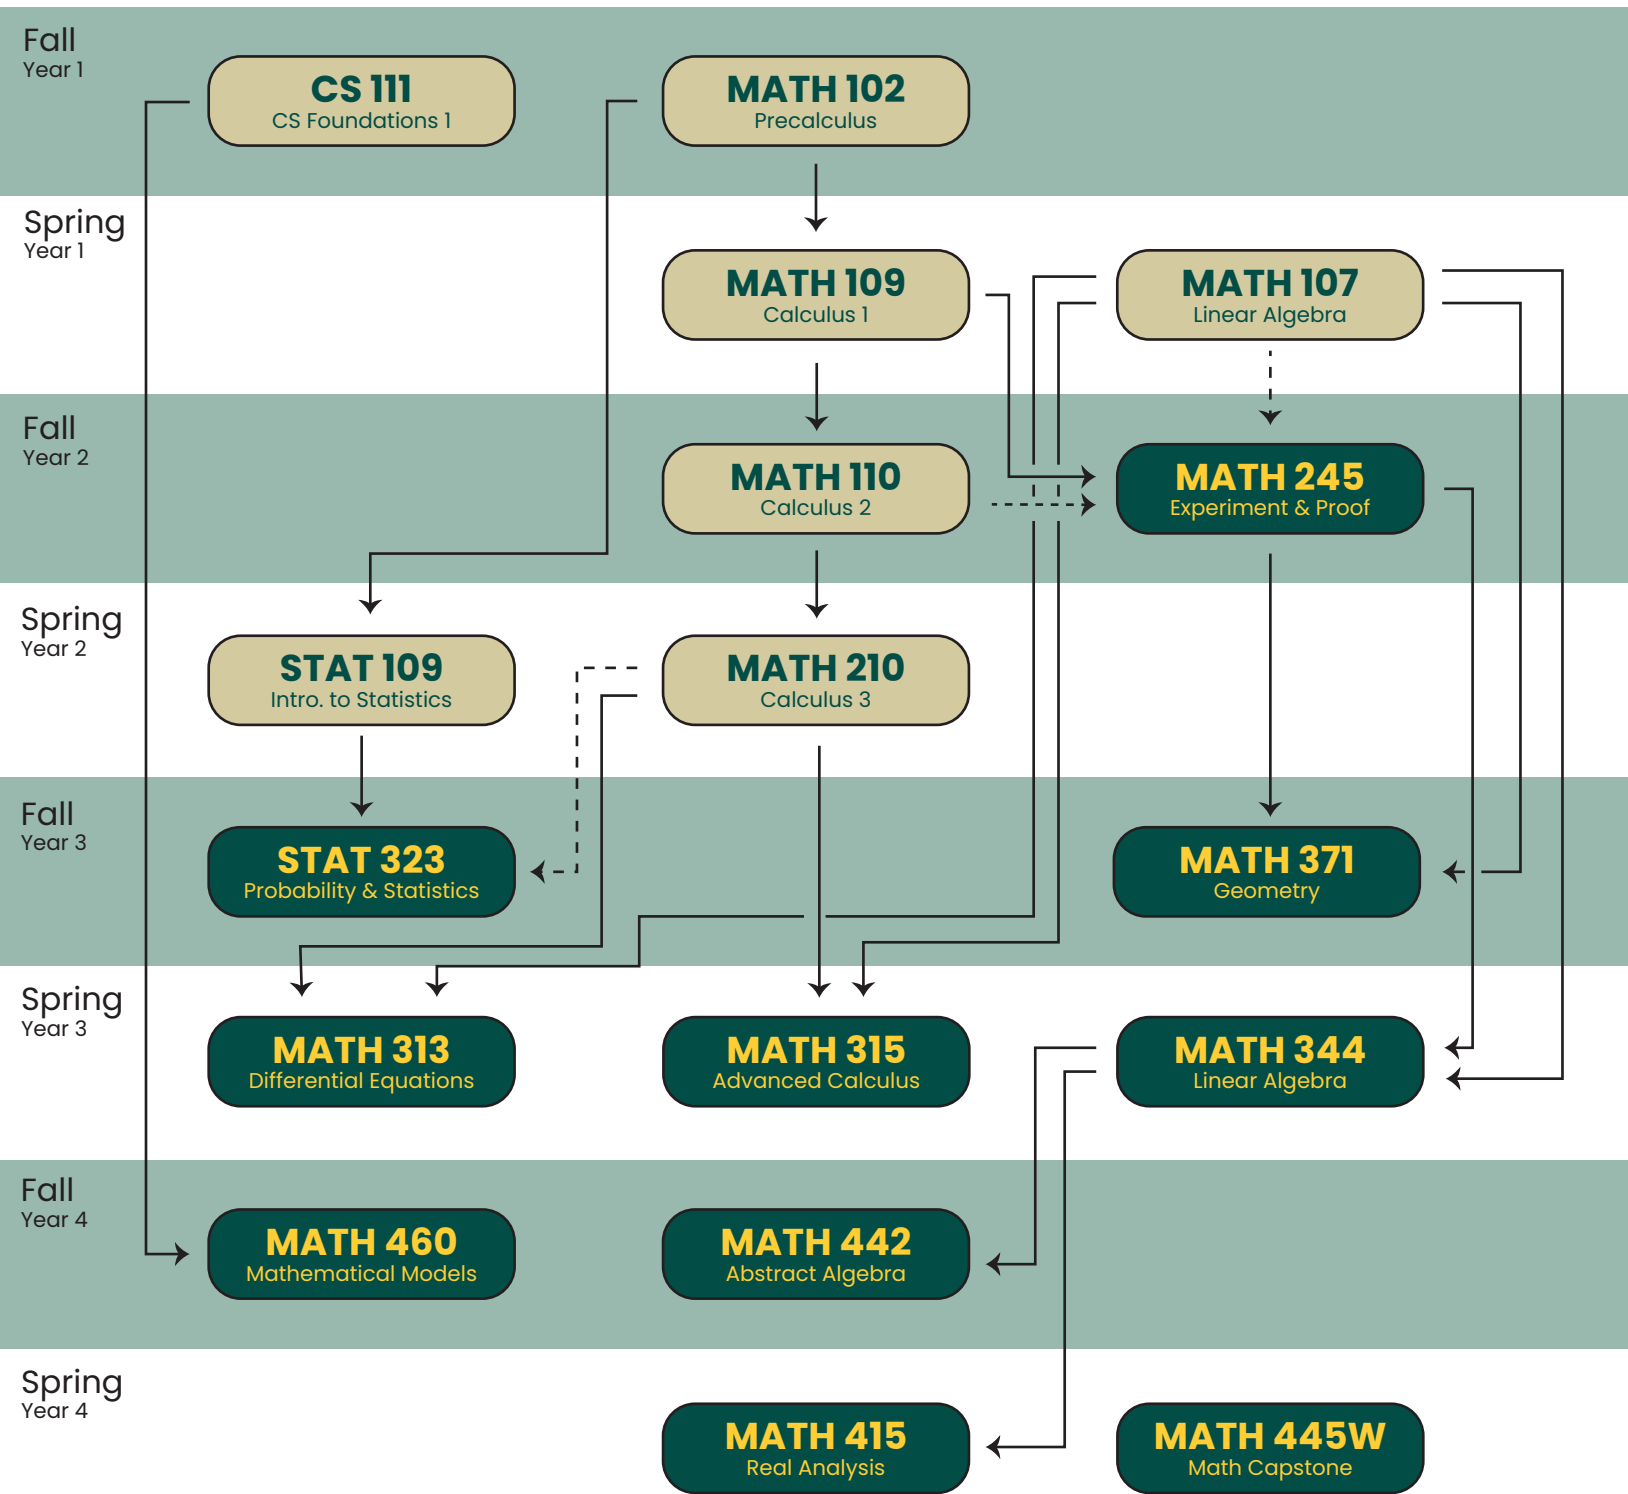 Fall
Year 1
CS 111
CS Foundations 1
MATH 102
Precalculus
Spring
Year 1
MATH 109
Calculus 1
MATH 107
Linear Algebra
Fall
Year 2
MATH 110
Calculus 2
MATH 245
Experiment & Proof
Spring
Year 2
STAT 109
Intro. to Statistics
MATH 210
Calculus 3
Fall
Year 3
STAT 323
Probability & Statistics
MATH 371
Geometry
Spring
Year 3
MATH 313
Differential Equations
MATH 315
Advanced Calculus
MATH 344
Linear Algebra
Fall
Year 4
MATH 460
Mathematical Models
MATH 442
Abstract Algebra
Spring
Year 4
MATH 415
Real Analysis
MATH 445W
Math Capstone